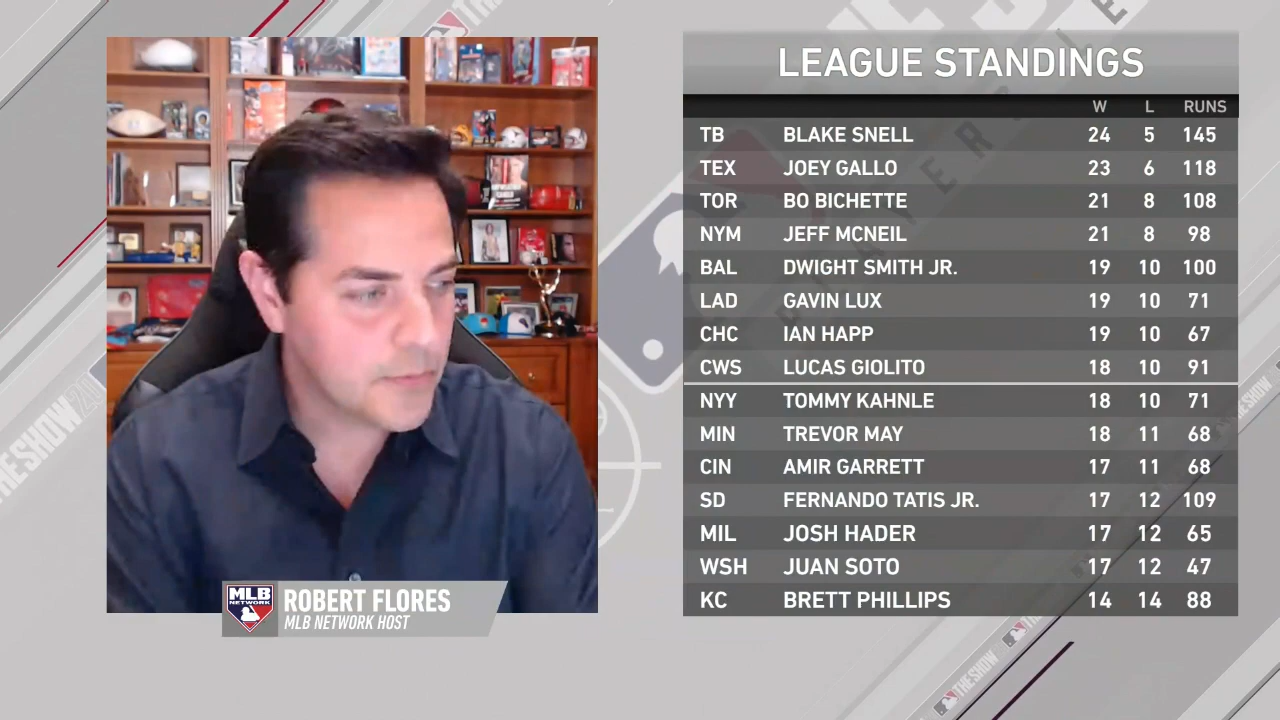 LEAGUE STANDINGS
W L RUNS
TB BLAKE SNELL 24 5 145
TEX JOEY GALLO 23 6 118
TOR BO BICHETTE 21 8 108
NYM JEFF MCNEIL 21 8 98
BAL DWIGHT SMITH JR. 19 10 100
LAD GAVIN LUX 19 10 71
CHC IAN HAPP 19 10 67
CWS LUCAS GIOLITO 18 10 91
NYY TOMMY KAHNLE 18 10 71
MIN TREVOR MAY 18 11 68
CIN AMIR GARRETT 17 11 68
SD FERNANDO TATIS JR. 17 12 109
MIL JOSH HADER 17 12 65
WSH JUAN SOTO 17 12 47
KC BRETT PHILLIPS 14 14 88
MLB
NETWORK
ROBERT FLORES
MLB NETWORK HOST
THESHOW20
THESHOW
THESHOW